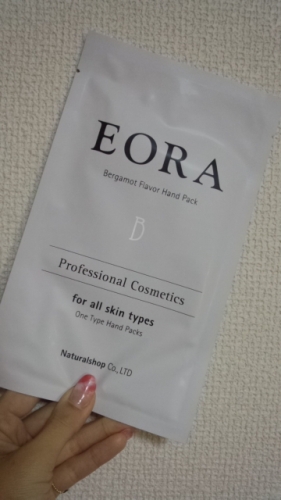 EORA
Bergamot Flavor Hand Pack
B
Professional Cosmetics
for all skin types
One Type Hand Packs
Naturalshop Co., LTD